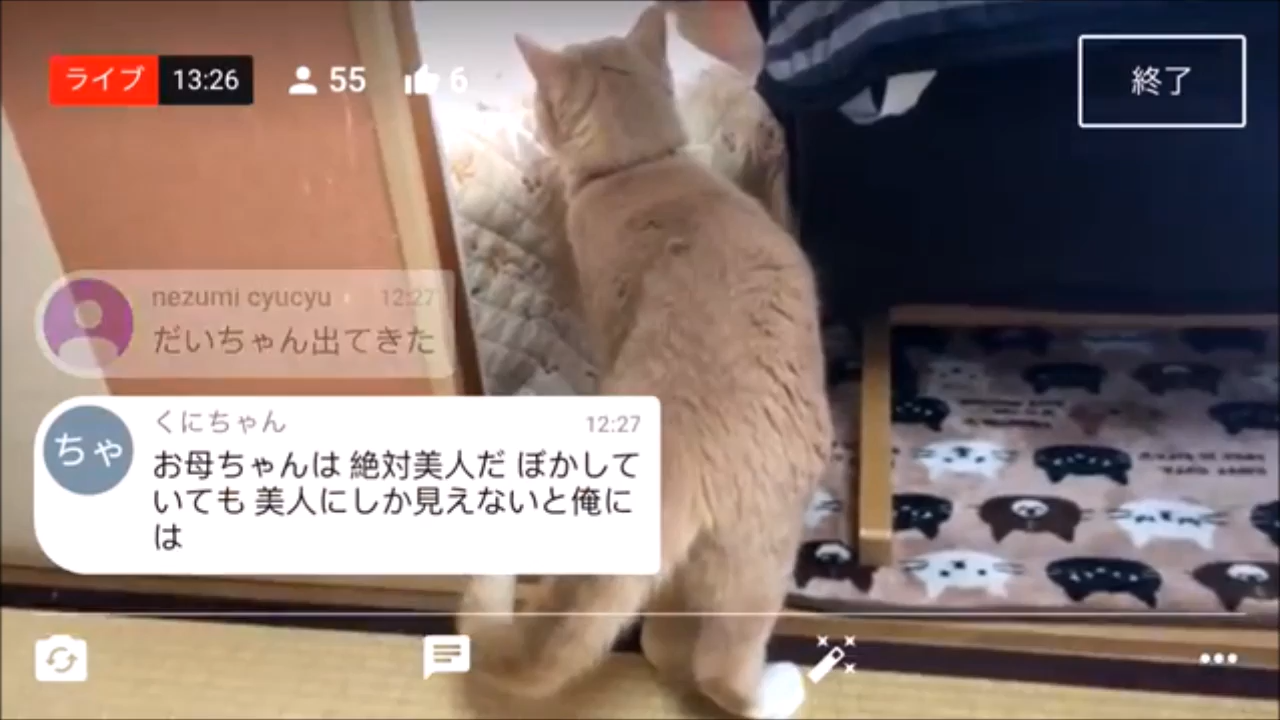 ライブ 13:26 55 6
終了
nezumi cyucyu 12:27
だいちゃん出てきた
ちゃ
くにちゃん 12:27
お母ちゃんは 絶対美人だ ぼかして
いても 美人にしか見えないと俺に
は